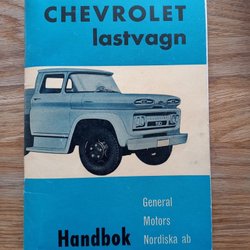 CHEVROLET
lastvagn
General
Motors
Handbok Nordiska ab